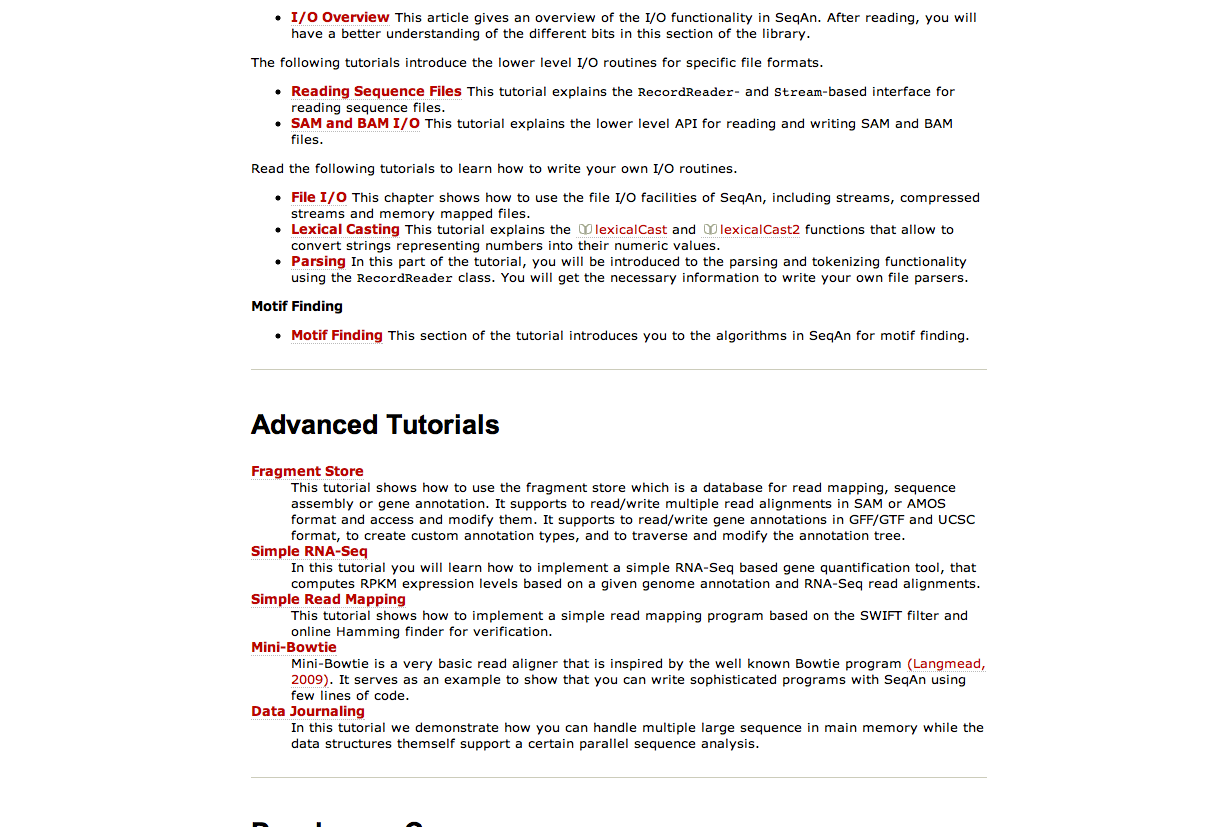 • I/O Overview This article gives an overview of the I/O functionality in SeqAn. After reading, you will
have a better understanding of the different bits in this section of the library.
The following tutorials introduce the lower level I/O routines for specific file formats.
• Reading Sequence Files This tutorial explains the RecordReader- and Stream-based interface for
reading sequence files.
• SAM and BAM I/O This tutorial explains the lower level API for reading and writing SAM and BAM
files.
Read the following tutorials to learn how to write your own I/O routines.
• File I/O This chapter shows how to use the file I/O facilities of SeqAn, including streams, compressed
streams and memory mapped files.
• Lexical Casting This tutorial explains the lexicalCast and lexicalCast2 functions that allow to
convert strings representing numbers into their numeric values.
• Parsing In this part of the tutorial, you will be introduced to the parsing and tokenizing functionality
using the RecordReader class. You will get the necessary information to write your own file parsers.
Motif Finding
• Motif Finding This section of the tutorial introduces you to the algorithms in SeqAn for motif finding.
Advanced Tutorials
Fragment Store
This tutorial shows how to use the fragment store which is a database for read mapping, sequence
assembly or gene annotation. It supports to read/write multiple read alignments in SAM or AMOS
format and access and modify them. It supports to read/write gene annotations in GFF/GTF and UCSC
format, to create custom annotation types, and to traverse and modify the annotation tree.
Simple RNA-Seq
In this tutorial you will learn how to implement a simple RNA-Seq based gene quantification tool, that
computes RPKM expression levels based on a given genome annotation and RNA-Seq read alignments.
Simple Read Mapping
This tutorial shows how to implement a simple read mapping program based on the SWIFT filter and
online Hamming finder for verification.
Mini-Bowtie
Mini-Bowtie is a very basic read aligner that is inspired by the well known Bowtie program (Langmead,
2009). It serves as an example to show that you can write sophisticated programs with SeqAn using
few lines of code.
Data Journaling
In this tutorial we demonstrate how you can handle multiple large sequence in main memory while the
data structures themself support a certain parallel sequence analysis.